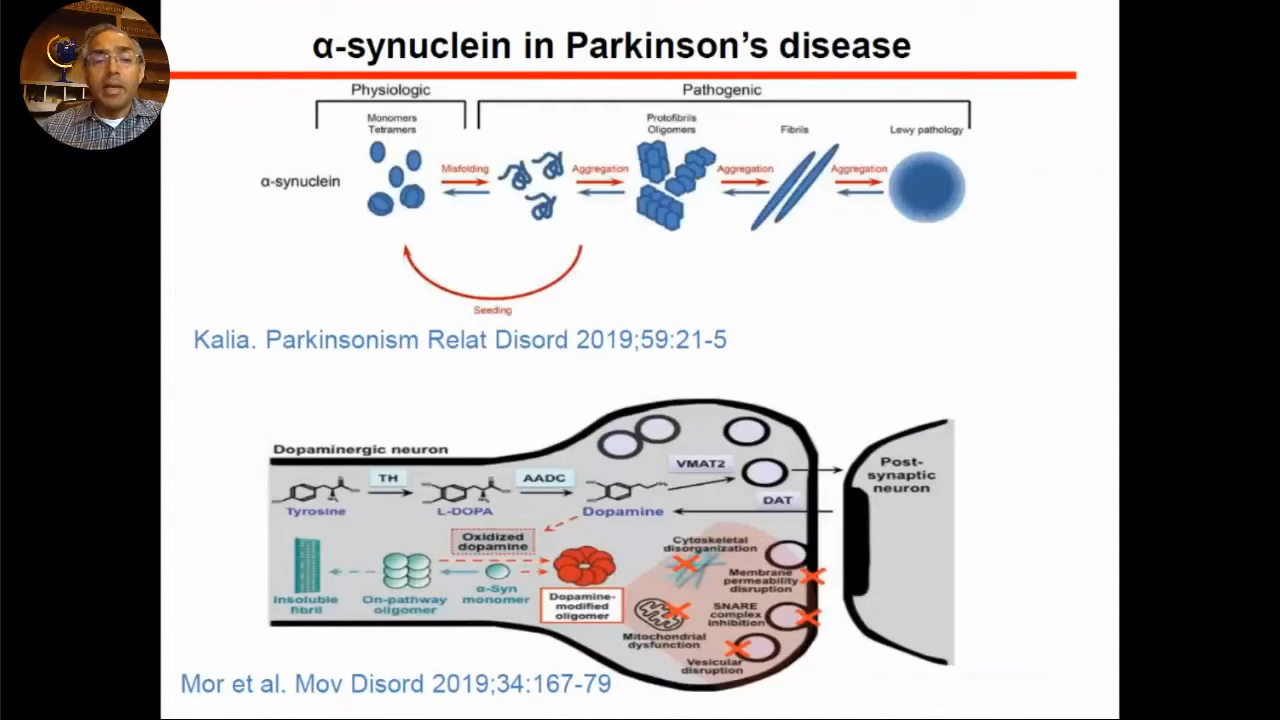 α-synuclein in Parkinson's disease
Physiologic
Pathogenic
Monomers
Tetramers
Protofibrils
Oligomers
Fibrils
Lewy pathology
α-synuclein
Misfolding
Aggregation
Aggregation
Aggregation
Seeding
Kalia. Parkinsonism Relat Disord 2019;59:21-5
Dopaminergic neuron
TH
AADC
VMAT2
DAT
Post-
synaptic
neuron
Tyrosine
L-DOPA
Dopamine
Oxidized
dopamine
Insoluble
fibril
On-pathway
oligomer
α-Syn
monomer
Dopamine-
modified
oligomer
Cytoskeletal
disorganization
Membrane
permeability
disruption
SNARE
complex
inhibition
Mitochondrial
dysfunction
Vesicular
disruption
Mor et al. Mov Disord 2019;34:167-79